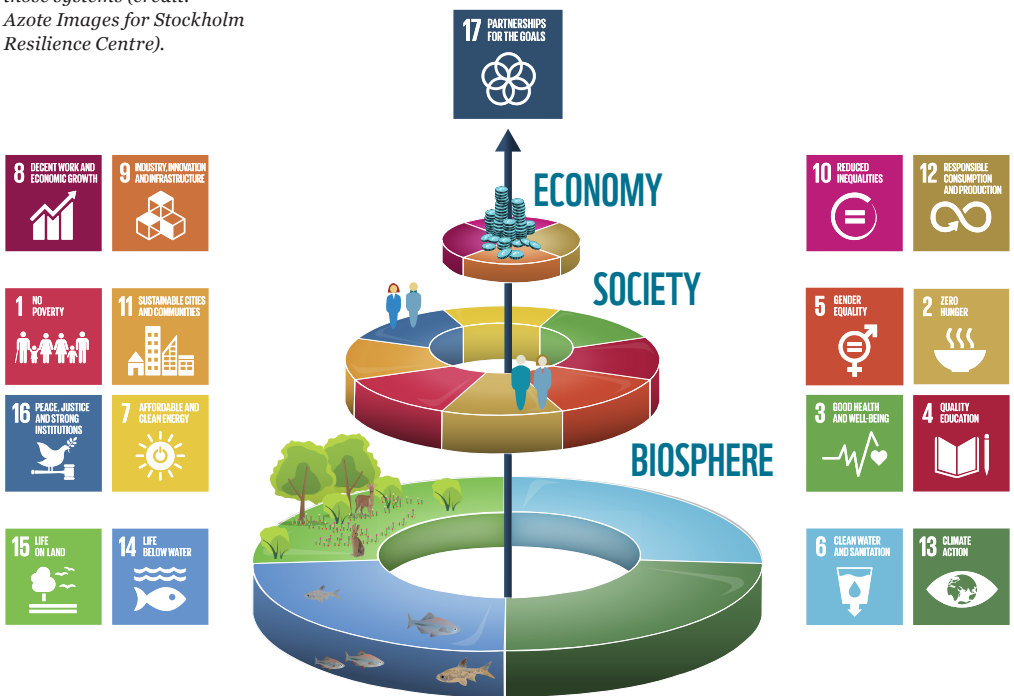 those systems (credit:
Azote Images for Stockholm
Resilience Centre).
17 PARTNERSHIPS
FOR THE GOALS
8 DECENT WORK AND
ECONOMIC GROWTH
9 INDUSTRY, INNOVATION
AND INFRASTRUCTURE
ECONOMY
10 REDUCED
INEQUALITIES
12 RESPONSIBLE
CONSUMPTION
AND PRODUCTION
1 NO
POVERTY
11 SUSTAINABLE CITIES
AND COMMUNITIES
SOCIETY
5 GENDER
EQUALITY
2 ZERO
HUNGER
16 PEACE, JUSTICE
AND STRONG
INSTITUTIONS
7 AFFORDABLE AND
CLEAN ENERGY
3 GOOD HEALTH
AND WELL-BEING
4 QUALITY
EDUCATION
BIOSPHERE
15 LIFE
ON LAND
14 LIFE
BELOW WATER
6 CLEAN WATER
AND SANITATION
13 CLIMATE
ACTION